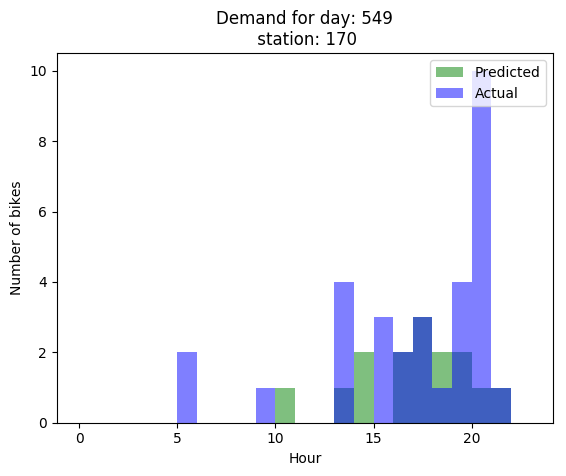 Demand for day: 549
station: 170
Predicted
Actual
Number of bikes
10
8
6
4
2
0
0
5
10
15
20
Hour